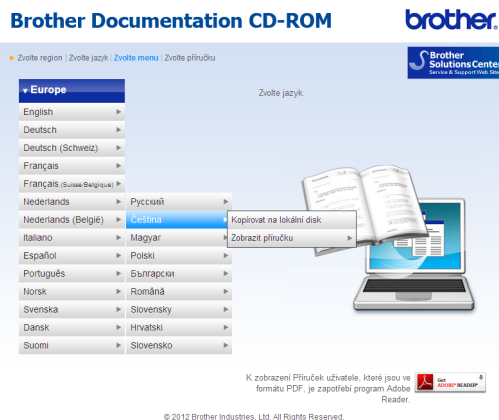 Brother Documentation CD-ROM
brother
Zvolte region | Zvolte jazyk | Zvolte menu | Zvolte příručku
Brother
Solutions Center
Service & Support Web Site
Europe
Zvolte jazyk.
English
Deutsch
Deutsch (Schweiz)
Français
Français (Suisse/Belgique)
Nederlands
Русский
Nederlands (België)
Čeština
Kopírovat na lokální disk
Italiano
Magyar
Zobrazit příručku
Español
Polski
Português
Български
Norsk
Română
Svenska
Slovensky
Dansk
Hrvatski
Suomi
Slovensko
K zobrazení Příruček uživatele, které jsou ve
formátu PDF, je zapotřebí program Adobe
Reader.
Get
ADOBE® READER®
© 2012 Brother Industries, Ltd. All Rights Reserved.